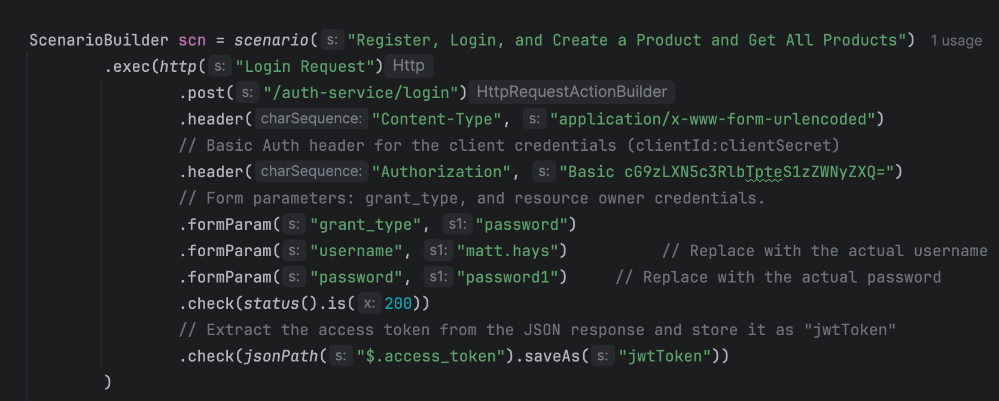 ScenarioBuilder scn = scenario( s: "Register, Login, and Create a Product and Get All Products") 1 usage
.exec(http( s: "Login Request") Http
.post( s: "/auth-service/login") HttpRequestActionBuilder
.header( charSequence: "Content-Type", s: "application/x-www-form-urlencoded")
// Basic Auth header for the client credentials (clientId:clientSecret)
.header( charSequence: "Authorization", s: "Basic cG9zLXN5c3RlbTpteS1zZWNyZXQ=")
// Form parameters: grant_type, and resource owner credentials.
.formParam( s: "grant_type", s1: "password")
.formParam( s: "username", s1: "matt.hays") // Replace with the actual username
.formParam( s: "password", s1: "password1") // Replace with the actual password
.check(status().is( x: 200))
// Extract the access token from the JSON response and store it as "jwtToken"
.check(jsonPath( s: "$.access_token").saveAs( s: "jwtToken"))
)